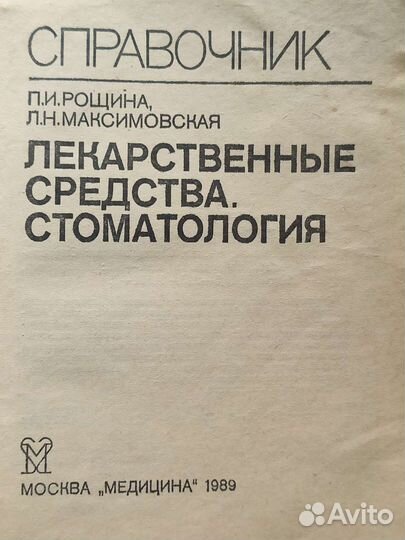 СПРАВОЧНИК
П.И.РОЩИНА,
Л.Н.МАКСИМОВСКАЯ
ЛЕКАРСТВЕННЫЕ
СРЕДСТВА.
СТОМАТОЛОГИЯ
МОСКВА „МЕДИЦИНА“ 1989
Avito